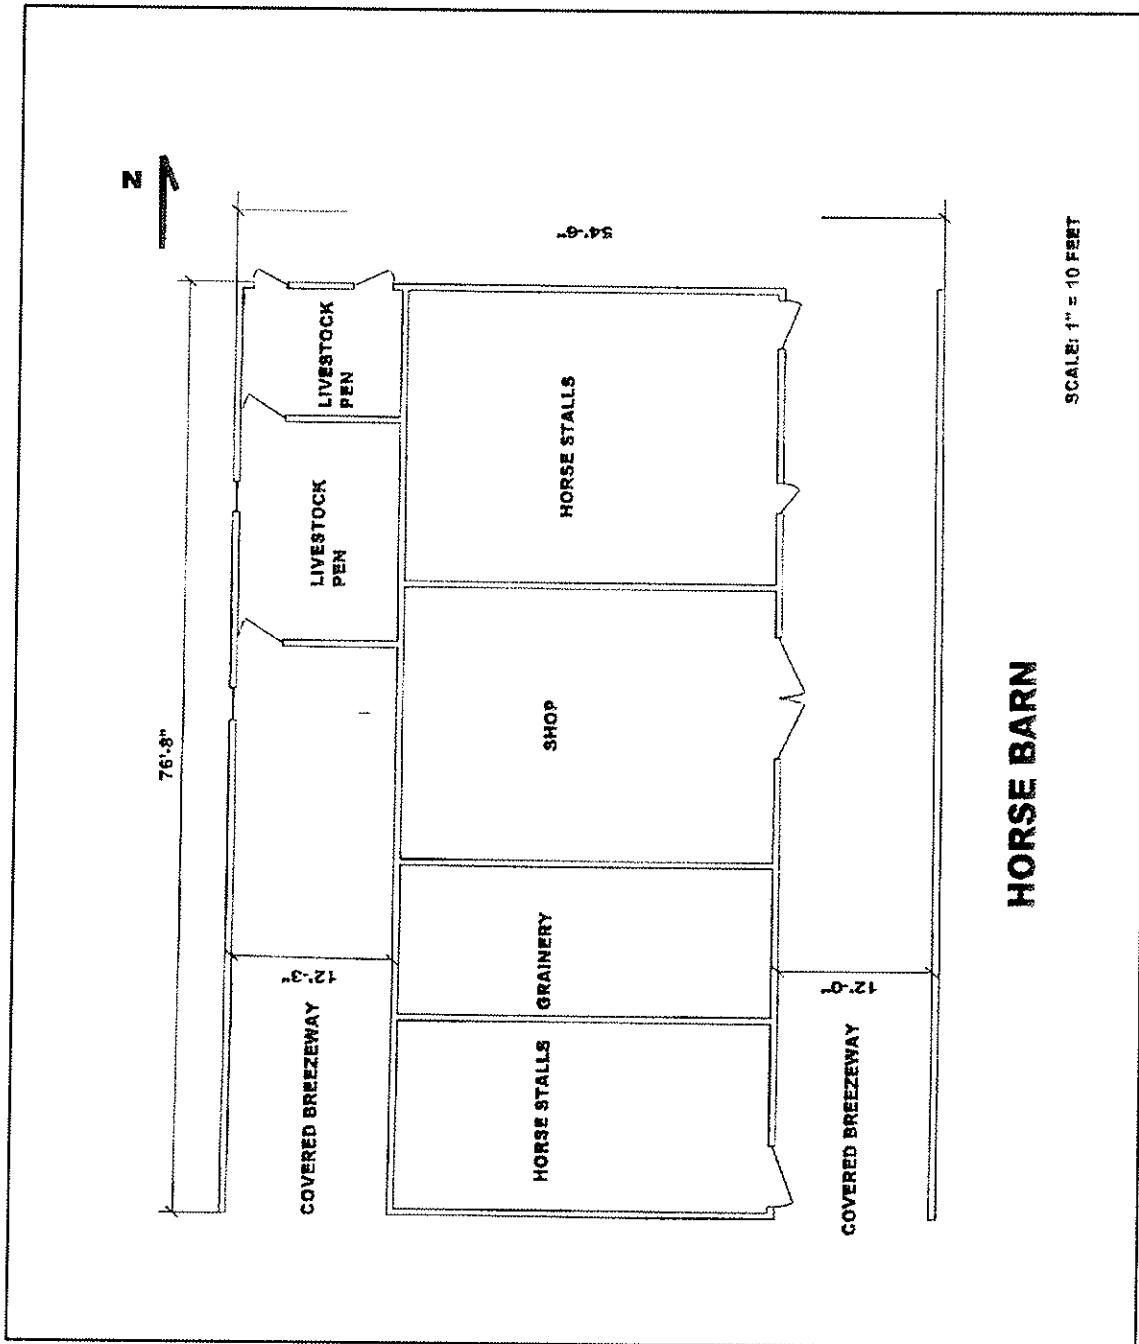 N
76'-8"
54'-6"
LIVESTOCK
PEN
LIVESTOCK
PEN
HORSE STALLS
SHOP
GRAINERY
HORSE STALLS
12'-3"
COVERED BREEZEWAY
12'-0"
COVERED BREEZEWAY
HORSE BARN
SCALE: 1" = 10 FEET